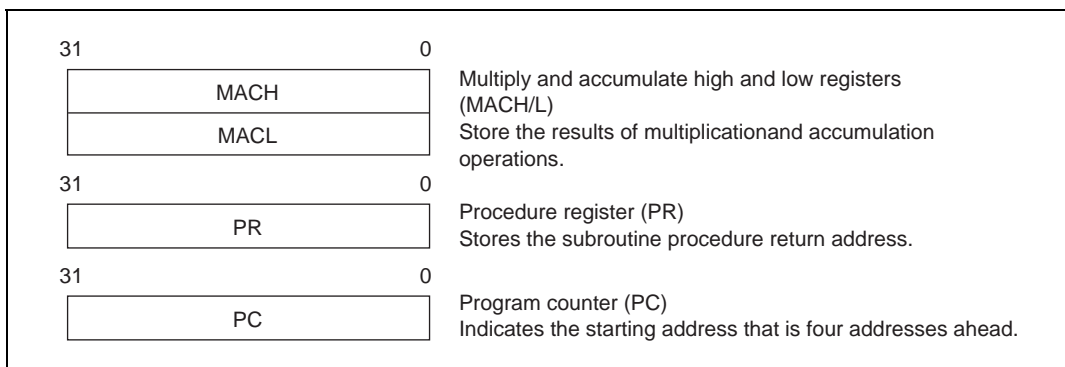 31 0
MACH
MACL
Multiply and accumulate high and low registers
(MACH/L)
Store the results of multiplicationand accumulation
operations.
31 0
PR
Procedure register (PR)
Stores the subroutine procedure return address.
31 0
PC
Program counter (PC)
Indicates the starting address that is four addresses ahead.